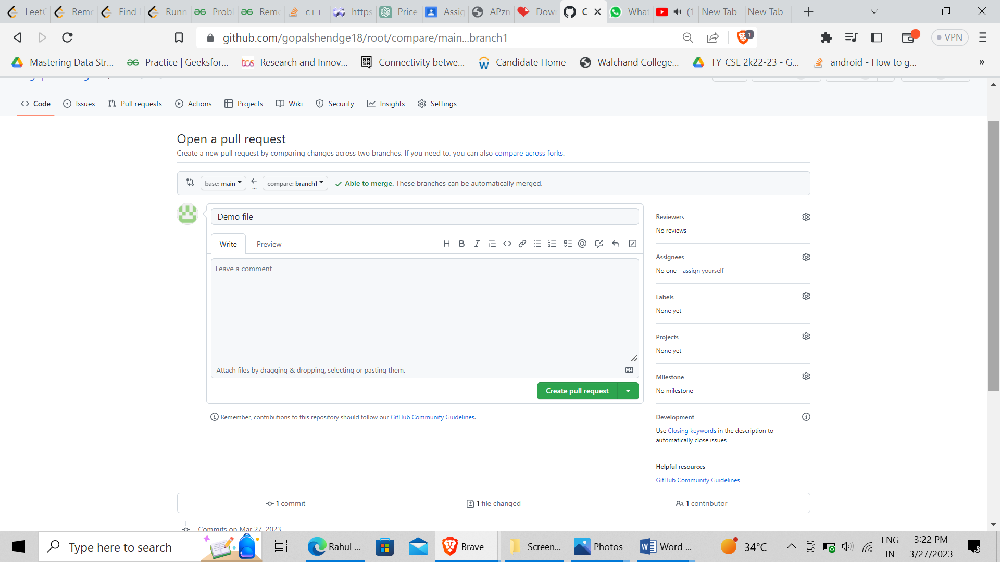 LeetC
Remo
Find
Runn
Probl
Remo
c++
https
Price
Assig
APzn
Dow
C
What
(1
New Tab
New Tab
github.com/gopalshendge18/root/compare/main...branch1
1
VPN
Mastering Data Str...
Practice | Geeksfor...
tcs Research and Innov...
RASA Connectivity betwe...
Candidate Home
Walchand College...
TY_CSE 2k22-23 - G...
android - How to g...
»
Code
Issues
Pull requests
Actions
Projects
Wiki
Security
Insights
Settings
Open a pull request
Create a new pull request by comparing changes across two branches. If you need to, you can also compare across forks.
base: main
...
compare: branch1
Able to merge. These branches can be automatically merged.
Demo file
Write
Preview
Leave a comment
Attach files by dragging & dropping, selecting or pasting them.
Create pull request
Remember, contributions to this repository should follow our GitHub Community Guidelines.
Reviewers
No reviews
Assignees
No one—assign yourself
Labels
None yet
Projects
None yet
Milestone
No milestone
Development
Use Closing keywords in the description to
automatically close issues
Helpful resources
GitHub Community Guidelines
1 commit
1 file changed
1 contributor
Commits on Mar 27, 2023
Type here to search
Rahul ...
Brave
Screen...
Photos
Word ...
34°C
ENG
IN
3:22 PM
3/27/2023